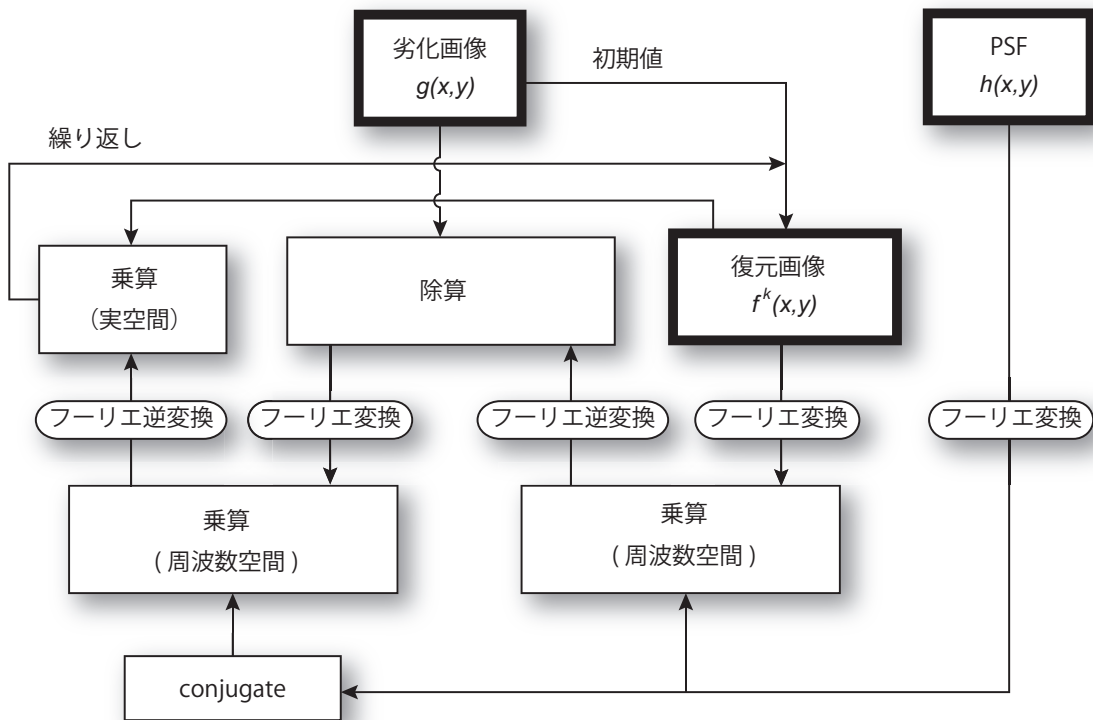 劣化画像
g(x,y)
初期値
PSF
h(x,y)
繰り返し
乗算
(実空間)
除算
復元画像
f^k(x,y)
フーリエ逆変換
フーリエ変換
フーリエ逆変換
フーリエ変換
フーリエ変換
乗算
( 周波数空間 )
乗算
( 周波数空間 )
conjugate